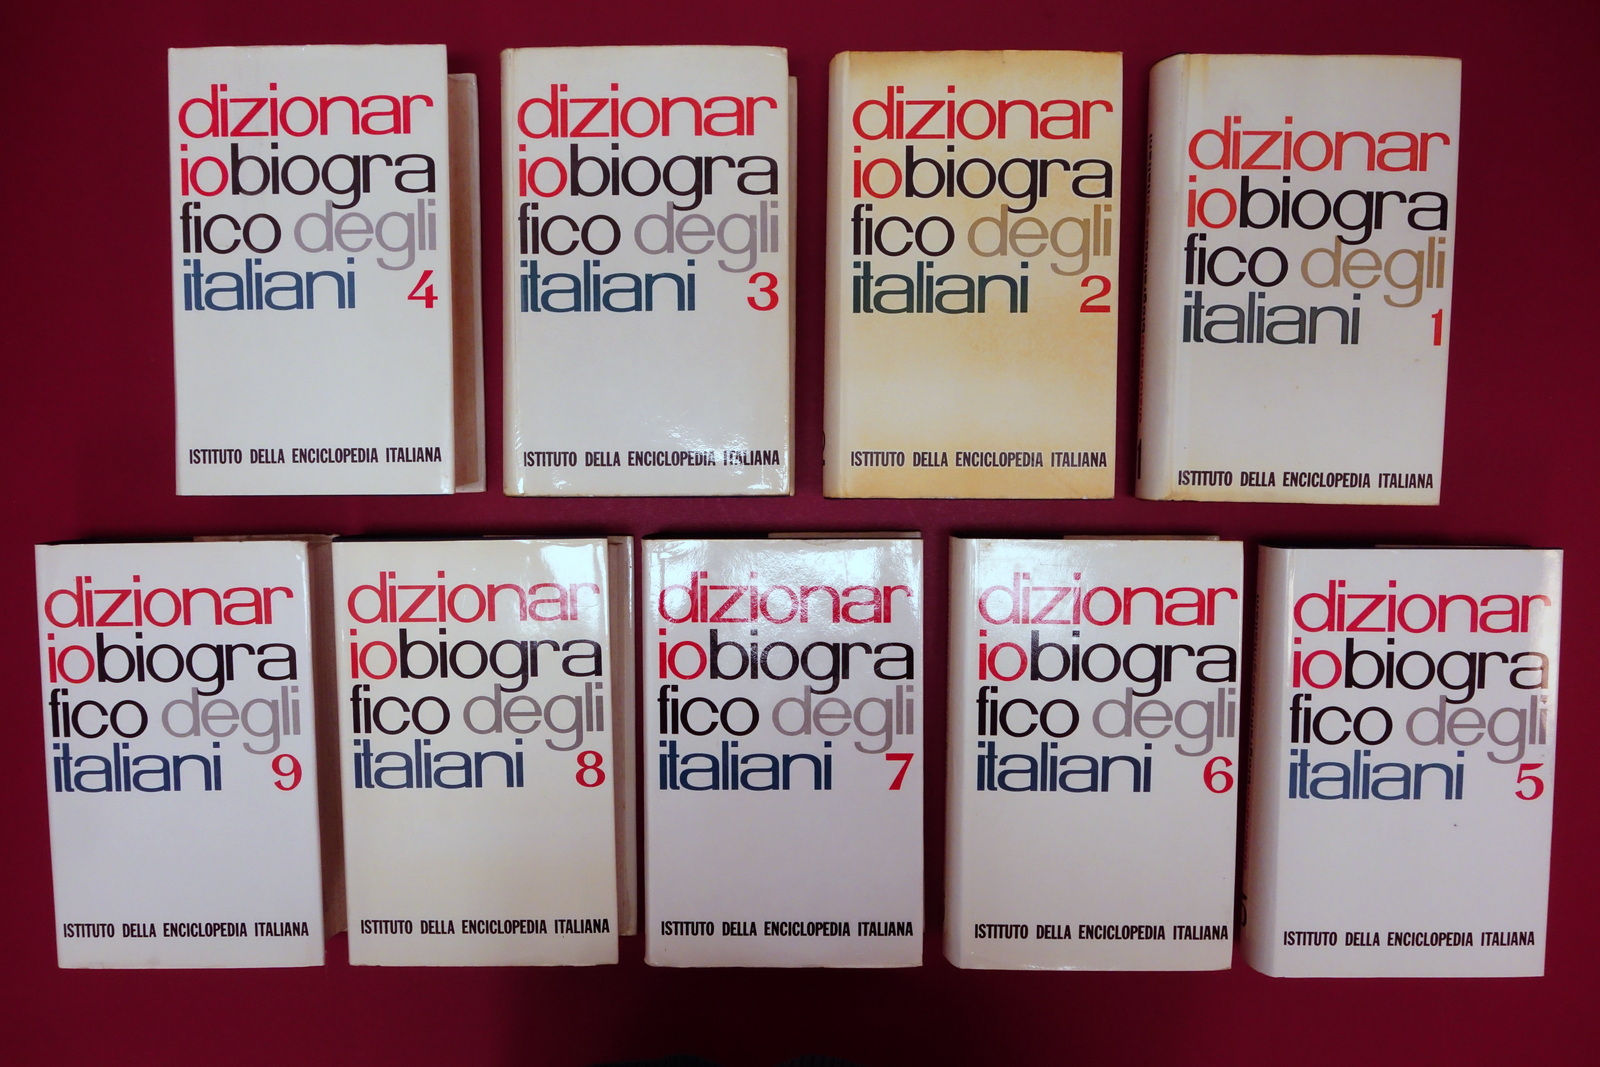 dizionar
iobiogra
fico degli
italiani 4
ISTITUTO DELLA ENCICLOPEDIA ITALIANA
dizionar
iobiogra
fico degli
italiani 3
ISTITUTO DELLA ENCICLOPEDIA ITALIANA
dizionar
iobiogra
fico degli
italiani 2
ISTITUTO DELLA ENCICLOPEDIA ITALIANA
dizionar
iobiogra
fico degli
italiani 1
ISTITUTO DELLA ENCICLOPEDIA ITALIANA
dizionar
iobiogra
fico degli
italiani 9
ISTITUTO DELLA ENCICLOPEDIA ITALIANA
dizionar
iobiogra
fico degli
italiani 8
ISTITUTO DELLA ENCICLOPEDIA ITALIANA
dizionar
iobiogra
fico degli
italiani 7
ISTITUTO DELLA ENCICLOPEDIA ITALIANA
dizionar
iobiogra
fico degli
italiani 6
ISTITUTO DELLA ENCICLOPEDIA ITALIANA
dizionar
iobiogra
fico degli
italiani 5
ISTITUTO DELLA ENCICLOPEDIA ITALIANA